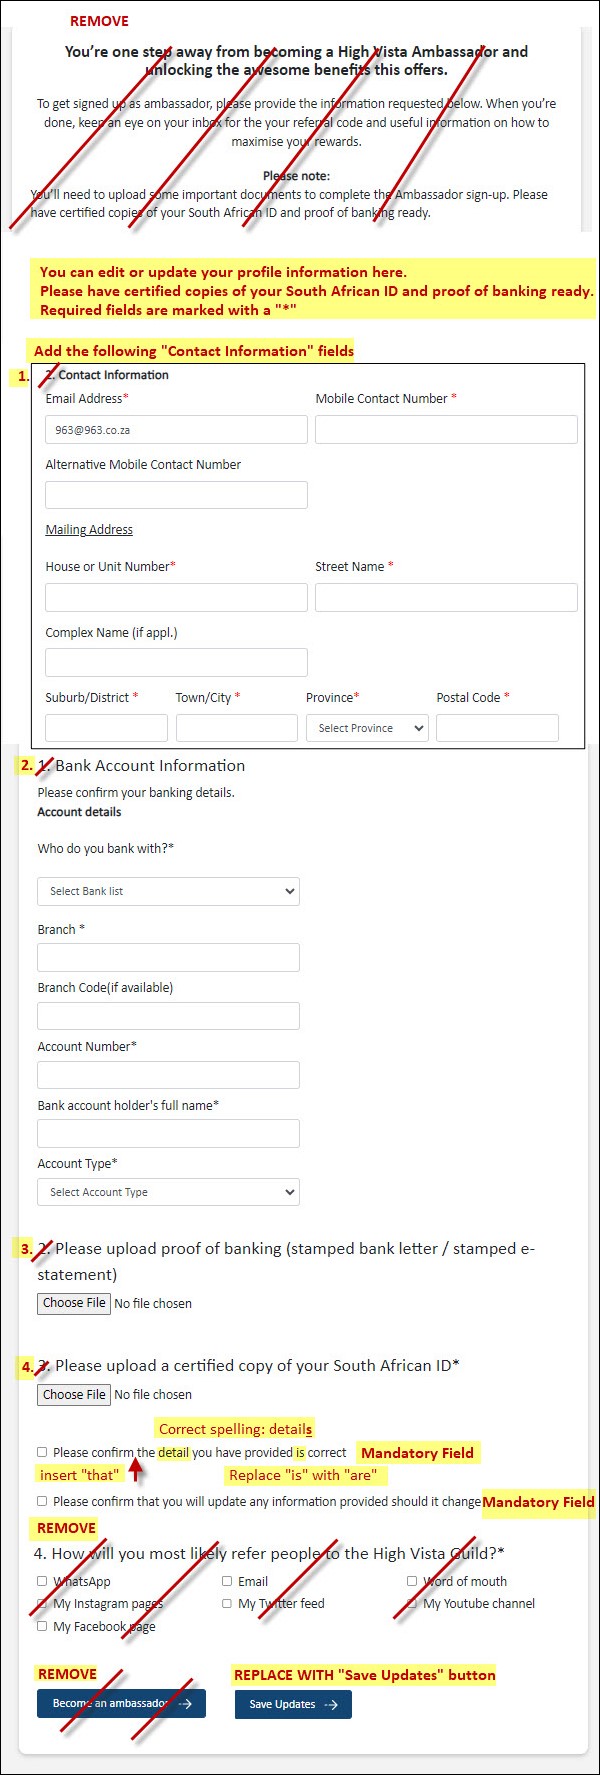 REMOVE
You're one step away from becoming a High Vista Ambassador and
unlocking the awesome benefits this offers.
To get signed up as ambassador, please provide the information requested below. When you're
done, keep an eye on your inbox for the your referral code and useful information on how to
maximise your rewards.
Please note:
You'll need to upload some important documents to complete the Ambassador sign-up. Please
have certified copies of your South African ID and proof of banking ready.
You can edit or update your profile information here.
Please have certified copies of your South African ID and proof of banking ready.
Required fields are marked with a "*"
Add the following "Contact Information" fields
1. 2. Contact Information
Email Address* Mobile Contact Number *
963@963.co.za
Alternative Mobile Contact Number
Mailing Address
House or Unit Number* Street Name *
Complex Name (if appl.)
Suburb/District * Town/City * Province* Postal Code *
Select Province
2. 1. Bank Account Information
Please confirm your banking details.
Account details
Who do you bank with?*
Select Bank list
Branch *
Branch Code(if available)
Account Number*
Bank account holder's full name*
Account Type*
Select Account Type
3. 2. Please upload proof of banking (stamped bank letter / stamped e-
statement)
Choose File No file chosen
4. 3. Please upload a certified copy of your South African ID*
Choose File No file chosen
Correct spelling: details
Please confirm the detail you have provided is correct Mandatory Field
insert "that" Replace "is" with "are"
Please confirm that you will update any information provided should it change Mandatory Field
REMOVE
4. How will you most likely refer people to the High Vista Guild?*
WhatsApp Email Word of mouth
My Instagram pages My Twitter feed My Youtube channel
My Facebook page
REMOVE REPLACE WITH "Save Updates" button
Become an ambassador Save Updates